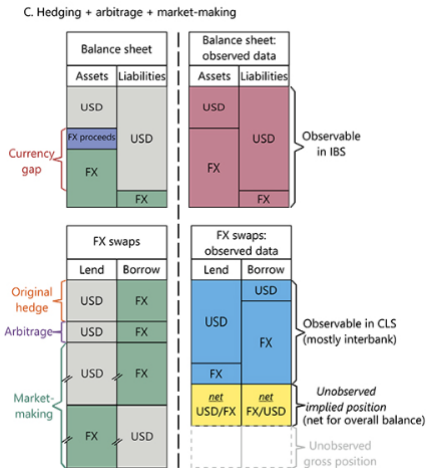 C. Hedging + arbitrage + market-making
Balance sheet
Assets Liabilities
USD
FX proceeds
USD
FX
FX
Currency
gap
Balance sheet:
observed data
Assets Liabilities
USD
USD
FX
FX
Observable
in IBS
FX swaps
Lend Borrow
Original
hedge
USD FX
Arbitrage
USD FX
Market-
making
USD FX
FX USD
FX swaps:
observed data
Lend Borrow
USD
USD
FX
FX
Observable in CLS
(mostly interbank)
net net
USD/FX FX/USD
Unobserved
implied position
(net for overall balance)
Unobserved
gross position